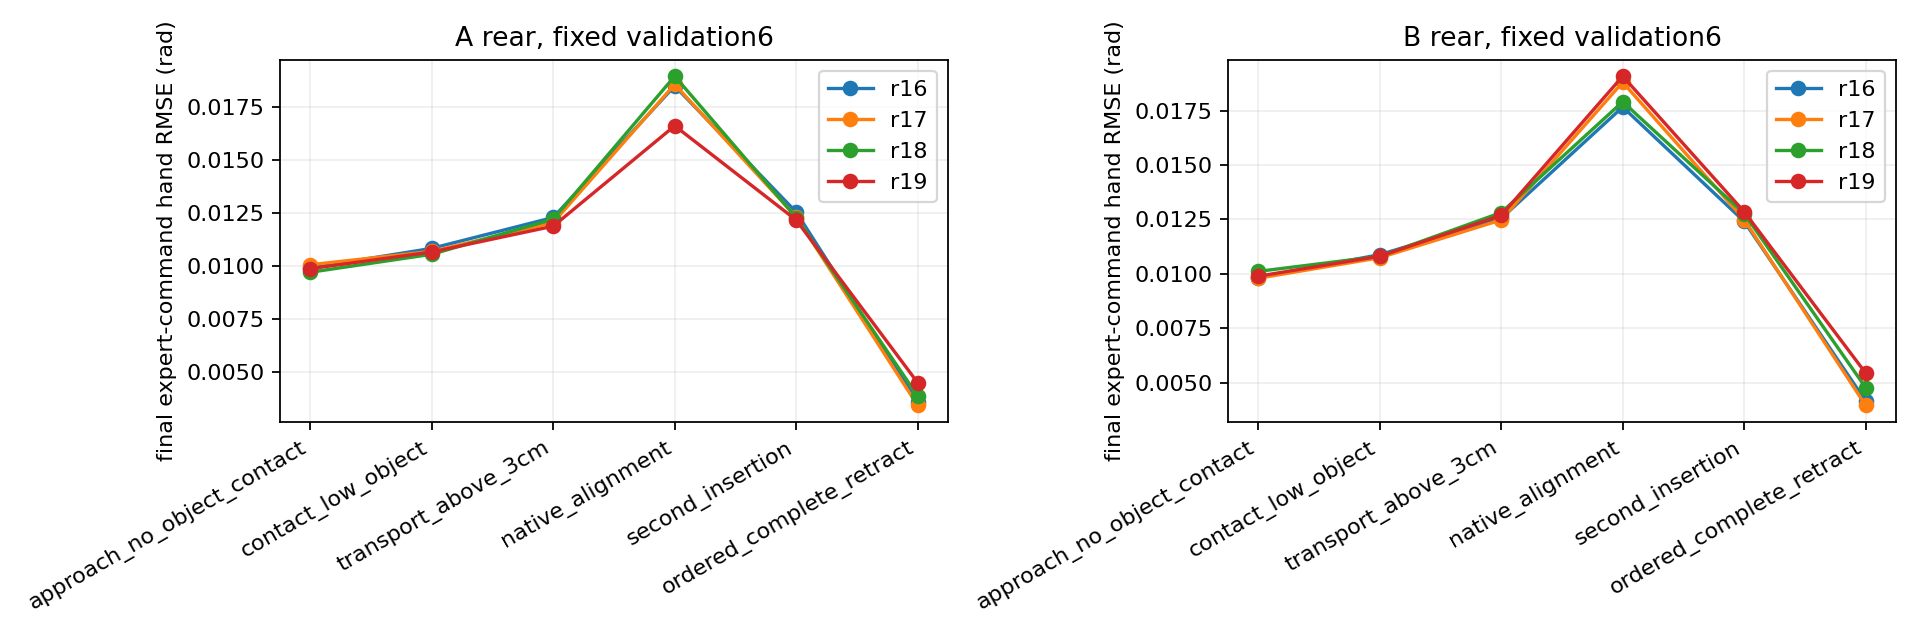 A rear, fixed validation6
final expert-command hand RMSE (rad)
0.0175
0.0150
0.0125
0.0100
0.0075
0.0050
r16
r17
r18
r19
approach_no_object_contact
contact_low_object
transport_above_3cm
native_alignment
second_insertion
ordered_complete_retract
B rear, fixed validation6
final expert-command hand RMSE (rad)
0.0175
0.0150
0.0125
0.0100
0.0075
0.0050
r16
r17
r18
r19
approach_no_object_contact
contact_low_object
transport_above_3cm
native_alignment
second_insertion
ordered_complete_retract